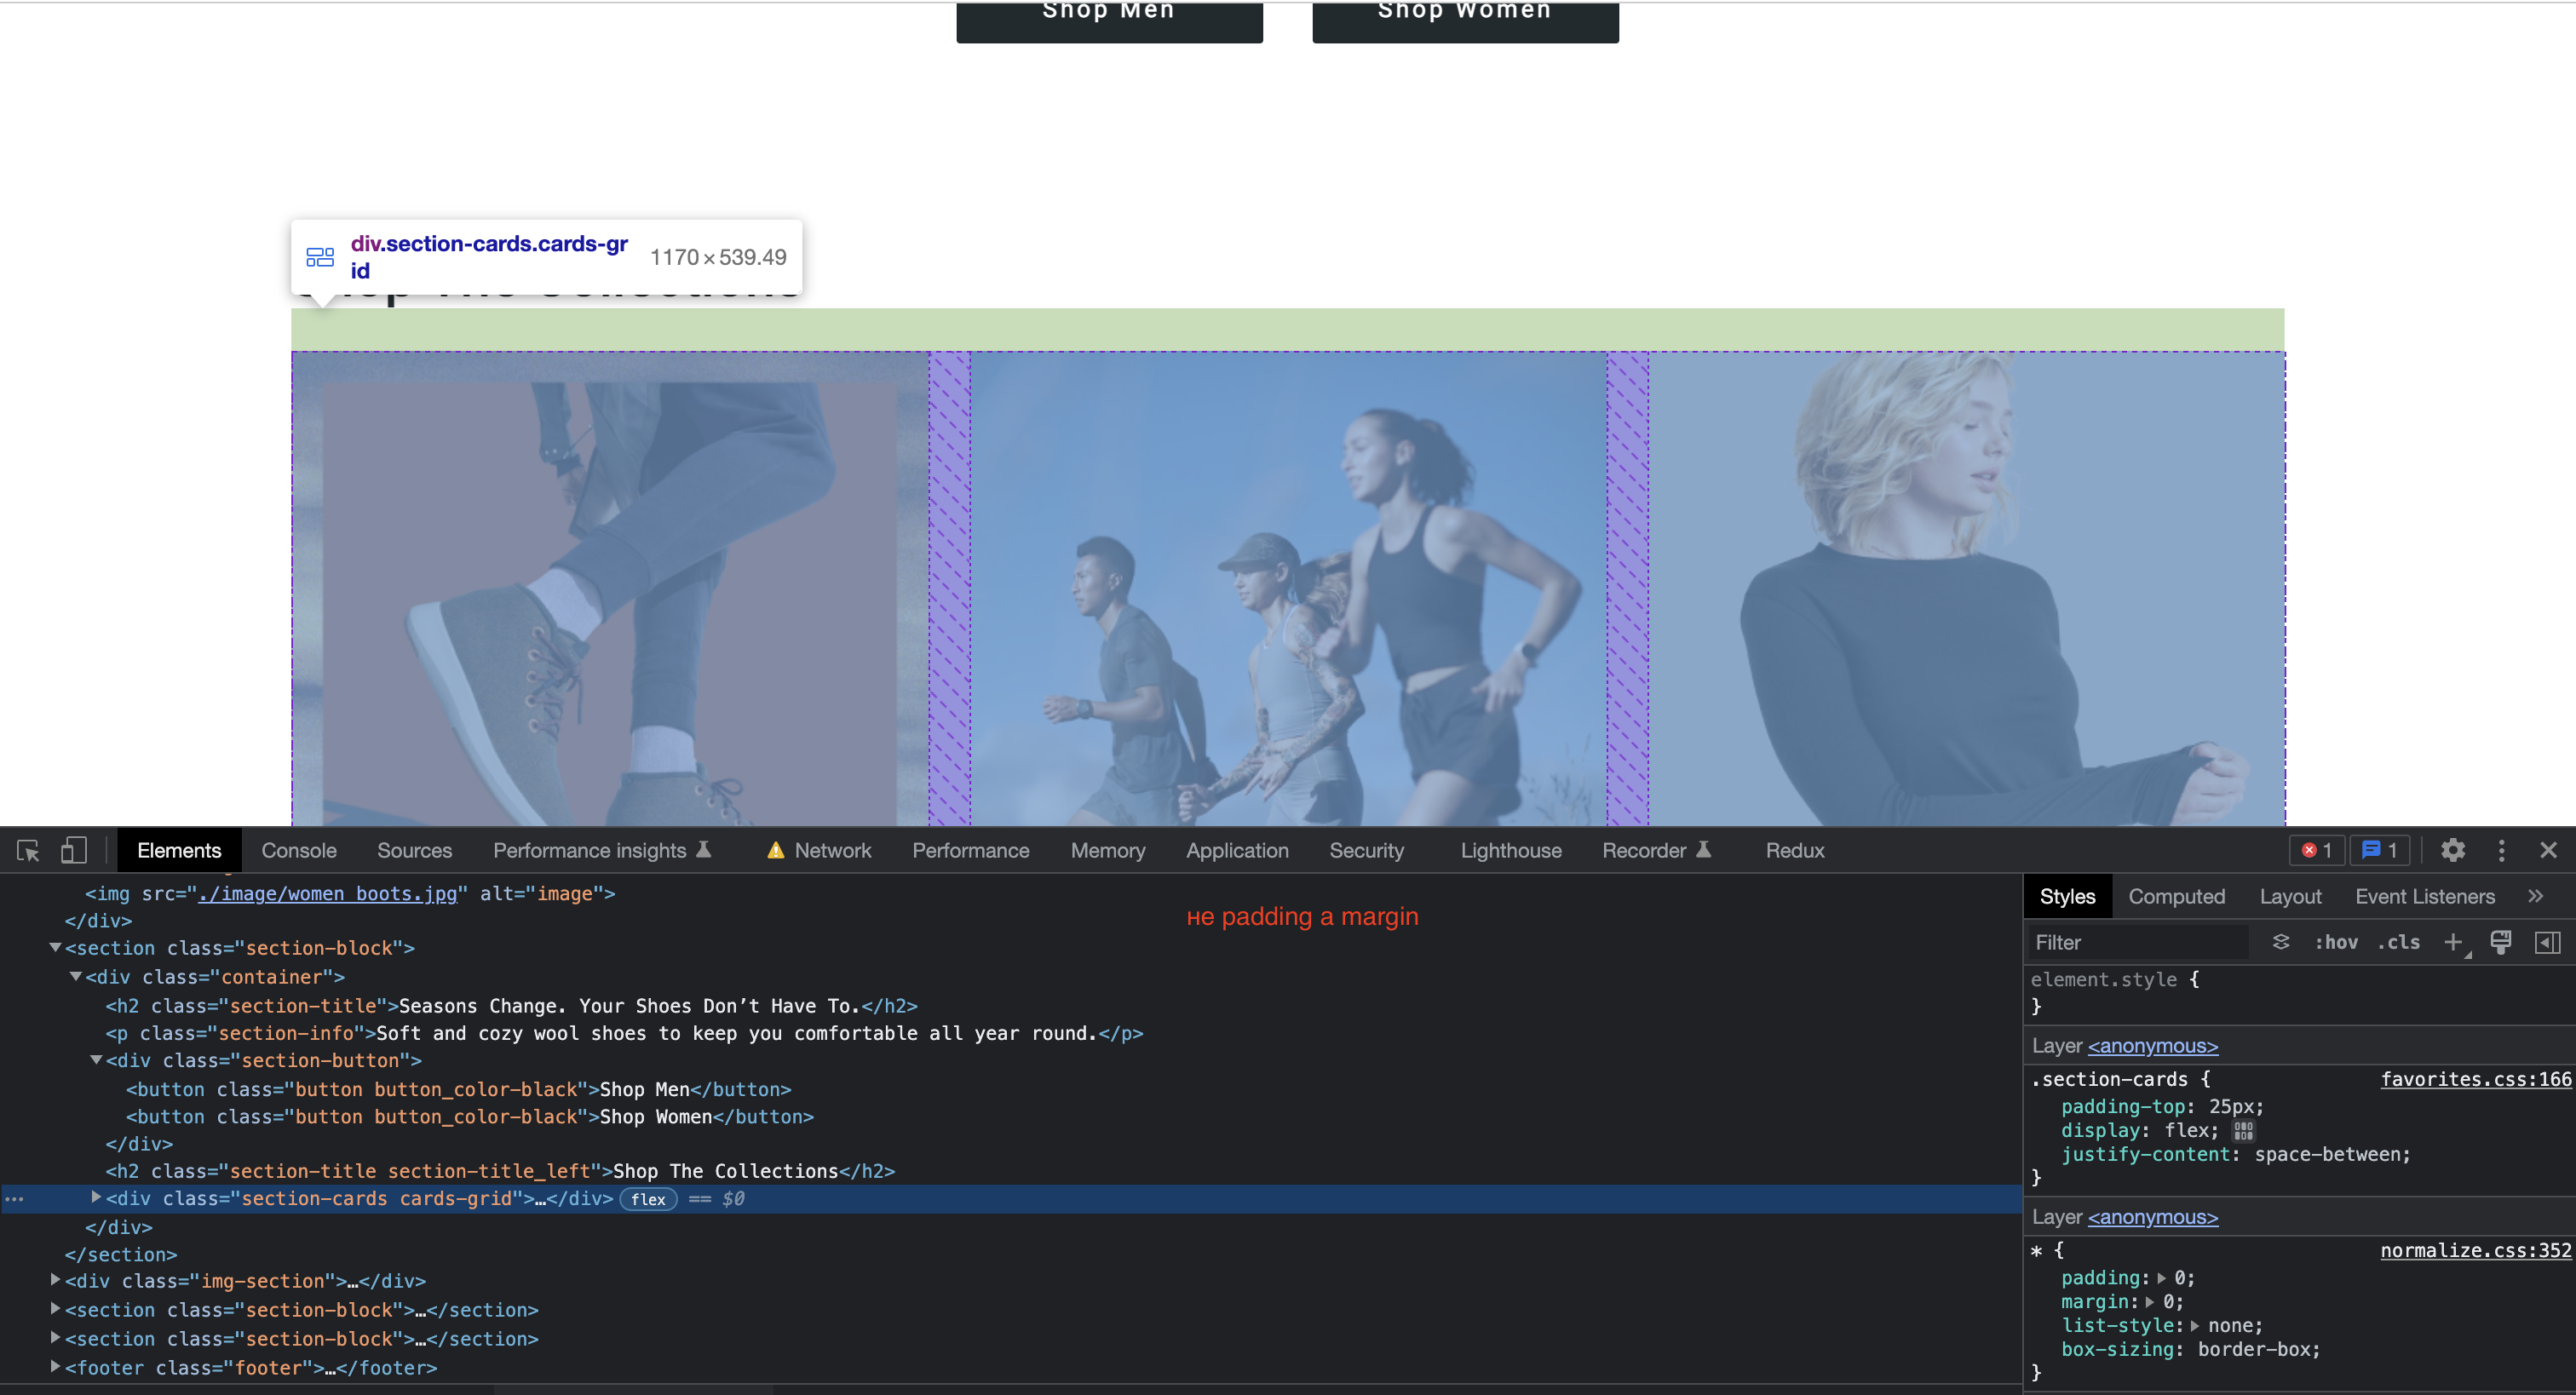 Shop Men Shop Women
div.section-cards.cards-gr
id
1170×539.49
Shop The Collections
Elements Console Sources Performance insights Network Performance Memory Application Security Lighthouse Recorder Redux 1 1
<img src="./image/women_boots.jpg" alt="image">
</div>
не padding а margin
<section class="section-block">
<div class="container">
<h2 class="section-title">Seasons Change. Your Shoes Don’t Have To.</h2>
<p class="section-info">Soft and cozy wool shoes to keep you comfortable all year round.</p>
<div class="section-button">
<button class="button button_color-black">Shop Men</button>
<button class="button button_color-black">Shop Women</button>
</div>
<h2 class="section-title section-title_left">Shop The Collections</h2>
<div class="section-cards cards-grid">…</div> flex == $0
</div>
</section>
<div class="img-section">…</div>
<section class="section-block">…</section>
<section class="section-block">…</section>
<footer class="footer">…</footer>
Styles Computed Layout Event Listeners
Filter :hov .cls
element.style {
}
Layer <anonymous>
.section-cards { favorites.css:166
padding-top: 25px;
display: flex;
justify-content: space-between;
}
Layer <anonymous>
* { normalize.css:352
padding: 0;
margin: 0;
list-style: none;
box-sizing: border-box;
}